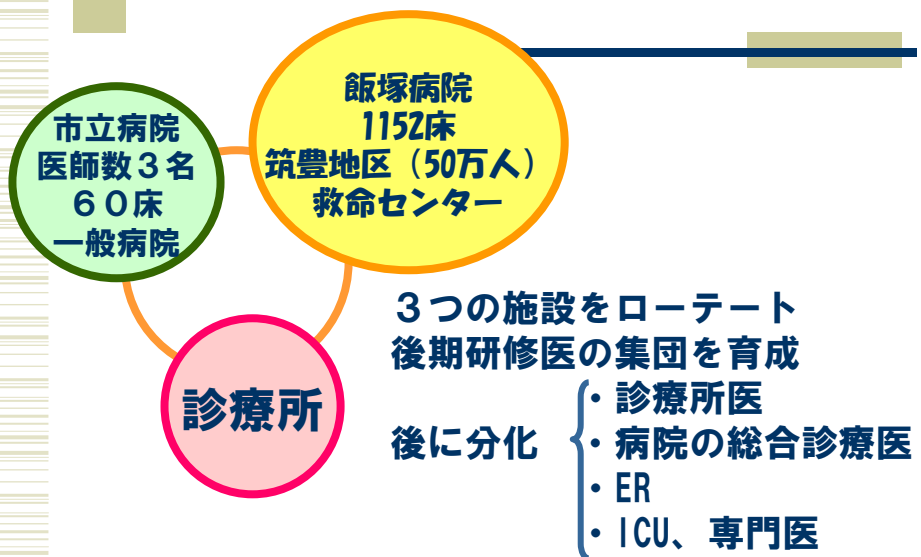 市立病院
医師数３名
６０床
一般病院
飯塚病院
1152床
筑豊地区（50万人）
救命センター
診療所
３つの施設をローテート
後期研修医の集団を育成
後に分化
・診療所医
・病院の総合診療医
・ER
・ICU、専門医